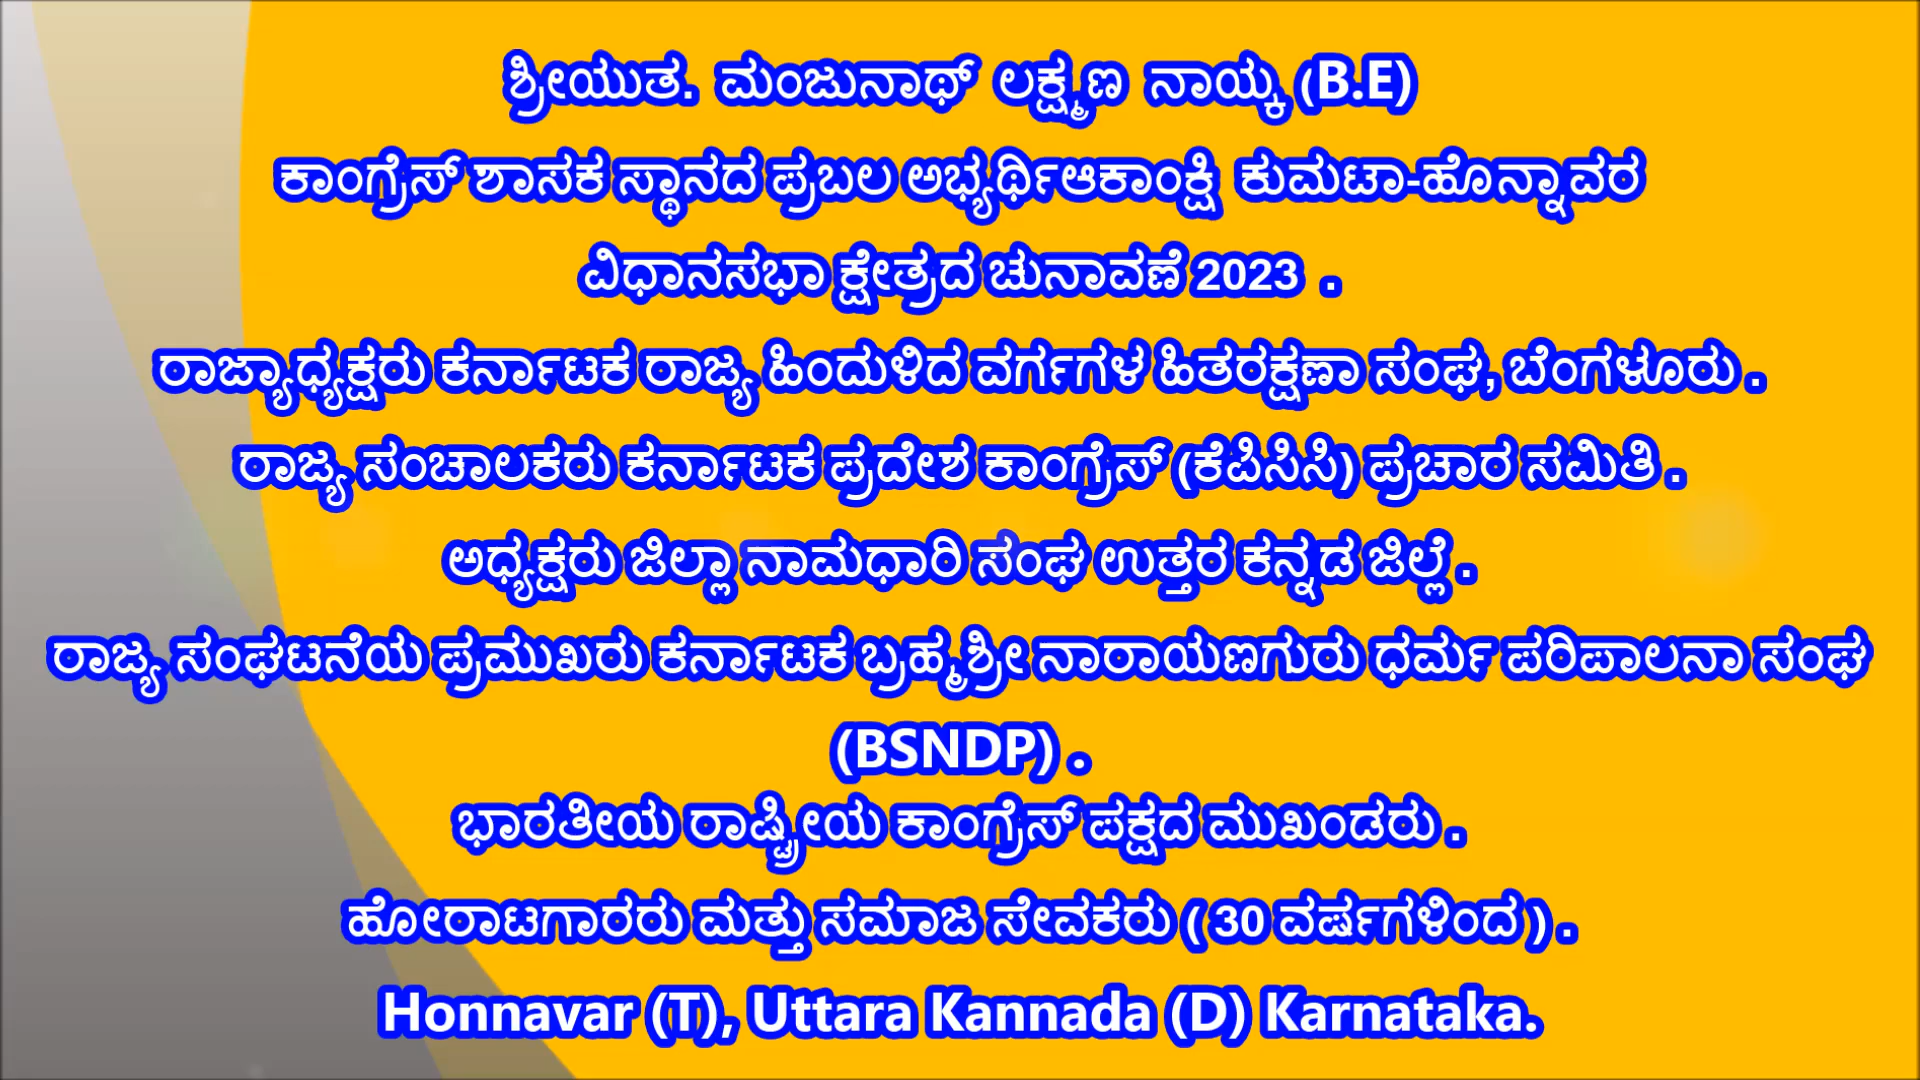 ಶ್ರೀಯುತ. ಮಂಜುನಾಥ್ ಲಕ್ಷ್ಮಣ ನಾಯ್ಕ (B.E)
ಕಾಂಗ್ರೆಸ್ ಶಾಸಕ ಸ್ಥಾನದ ಪ್ರಬಲ ಅಭ್ಯರ್ಥಿಆಕಾಂಕ್ಷಿ ಕುಮಟಾ-ಹೊನ್ನಾವರ
ವಿಧಾನಸಭಾ ಕ್ಷೇತ್ರದ ಚುನಾವಣೆ 2023 .
ರಾಜ್ಯಾಧ್ಯಕ್ಷರು ಕರ್ನಾಟಕ ರಾಜ್ಯ ಹಿಂದುಳಿದ ವರ್ಗಗಳ ಹಿತರಕ್ಷಣಾ ಸಂಘ, ಬೆಂಗಳೂರು .
ರಾಜ್ಯ ಸಂಚಾಲಕರು ಕರ್ನಾಟಕ ಪ್ರದೇಶ ಕಾಂಗ್ರೆಸ್ (ಕೆಪಿಸಿಸಿ) ಪ್ರಚಾರ ಸಮಿತಿ .
ಅಧ್ಯಕ್ಷರು ಜಿಲ್ಲಾ ನಾಮಧಾರಿ ಸಂಘ ಉತ್ತರ ಕನ್ನಡ ಜಿಲ್ಲೆ .
ರಾಜ್ಯ ಸಂಘಟನೆಯ ಪ್ರಮುಖರು ಕರ್ನಾಟಕ ಬ್ರಹ್ಮಶ್ರೀ ನಾರಾಯಣಗುರು ಧರ್ಮ ಪರಿಪಾಲನಾ ಸಂಘ
(BSNDP) .
ಭಾರತೀಯ ರಾಷ್ಟ್ರೀಯ ಕಾಂಗ್ರೆಸ್ ಪಕ್ಷದ ಮುಖಂಡರು .
ಹೋರಾಟಗಾರರು ಮತ್ತು ಸಮಾಜ ಸೇವಕರು ( 30 ವರ್ಷಗಳಿಂದ ) .
Honnavar (T), Uttara Kannada (D) Karnataka.